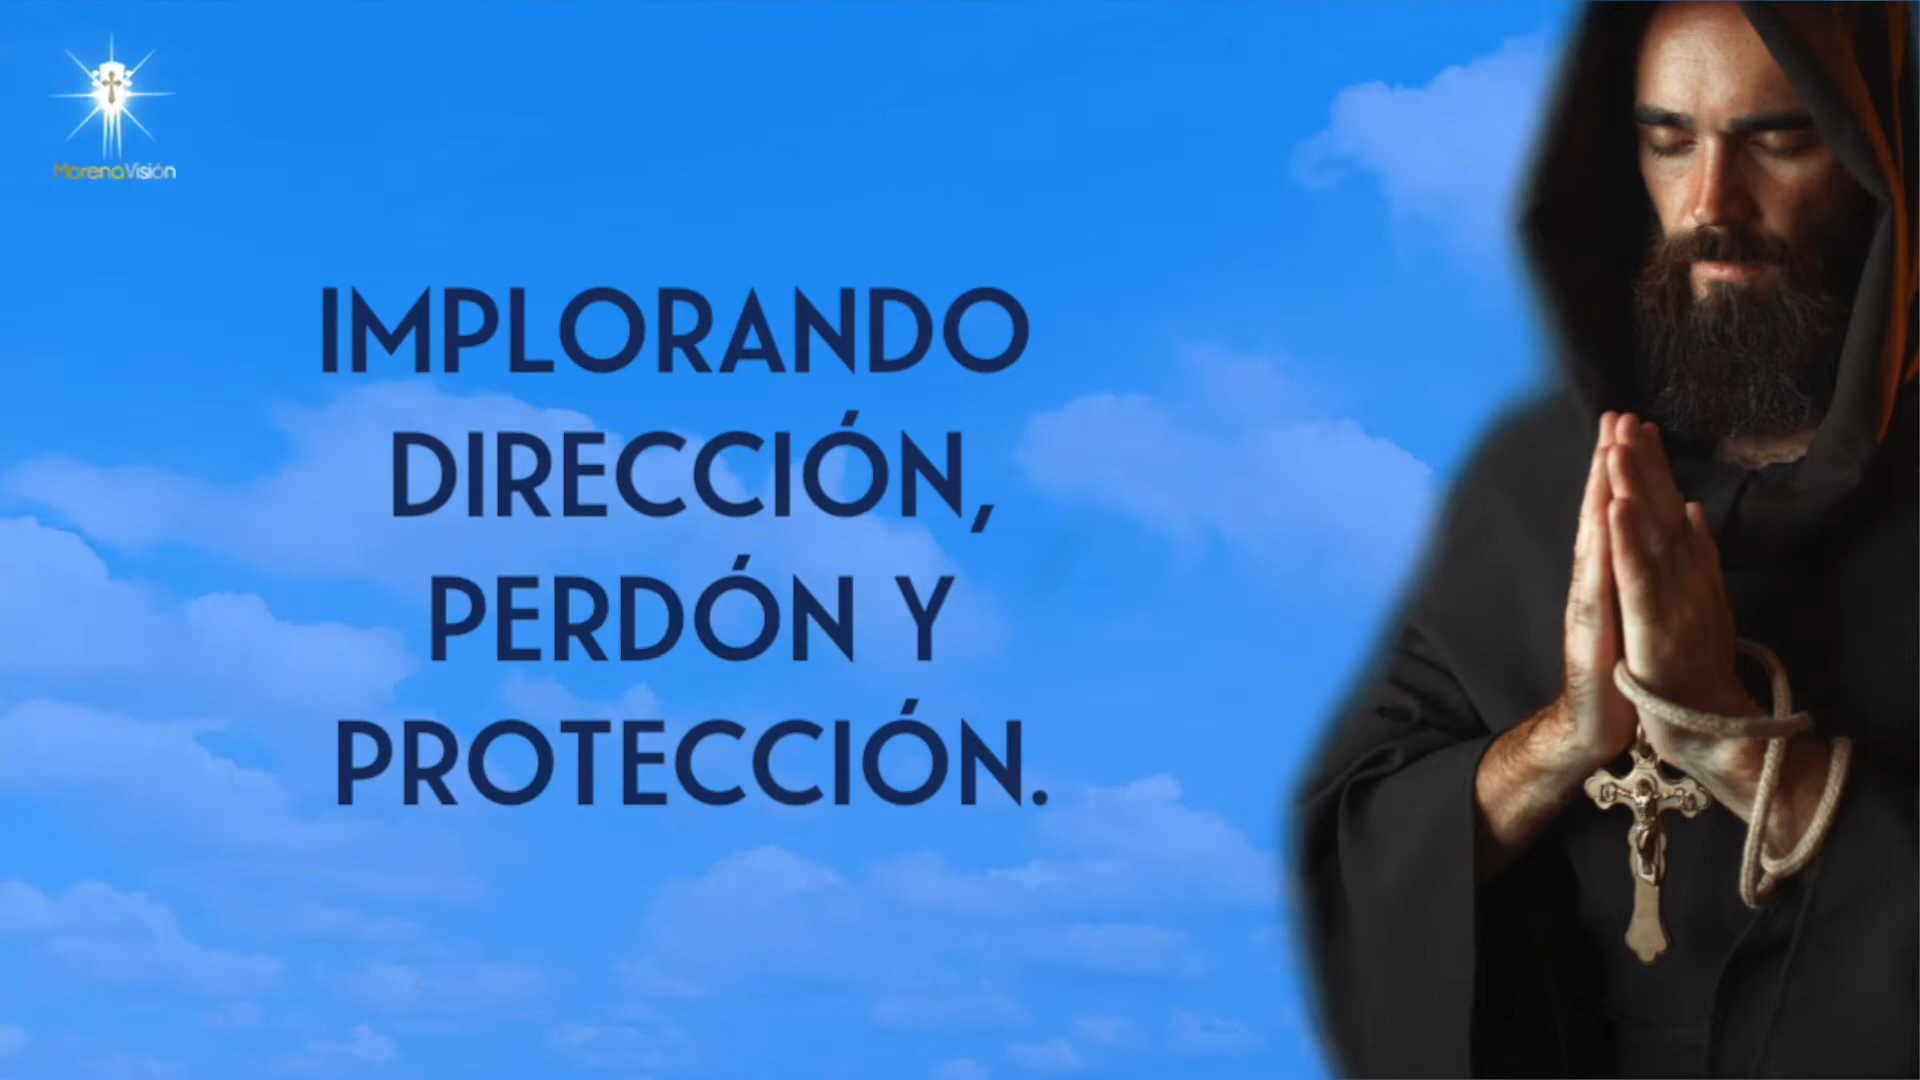 MorenaVisión
IMPLORANDO
DIRECCIÓN,
PERDÓN Y
PROTECCIÓN.